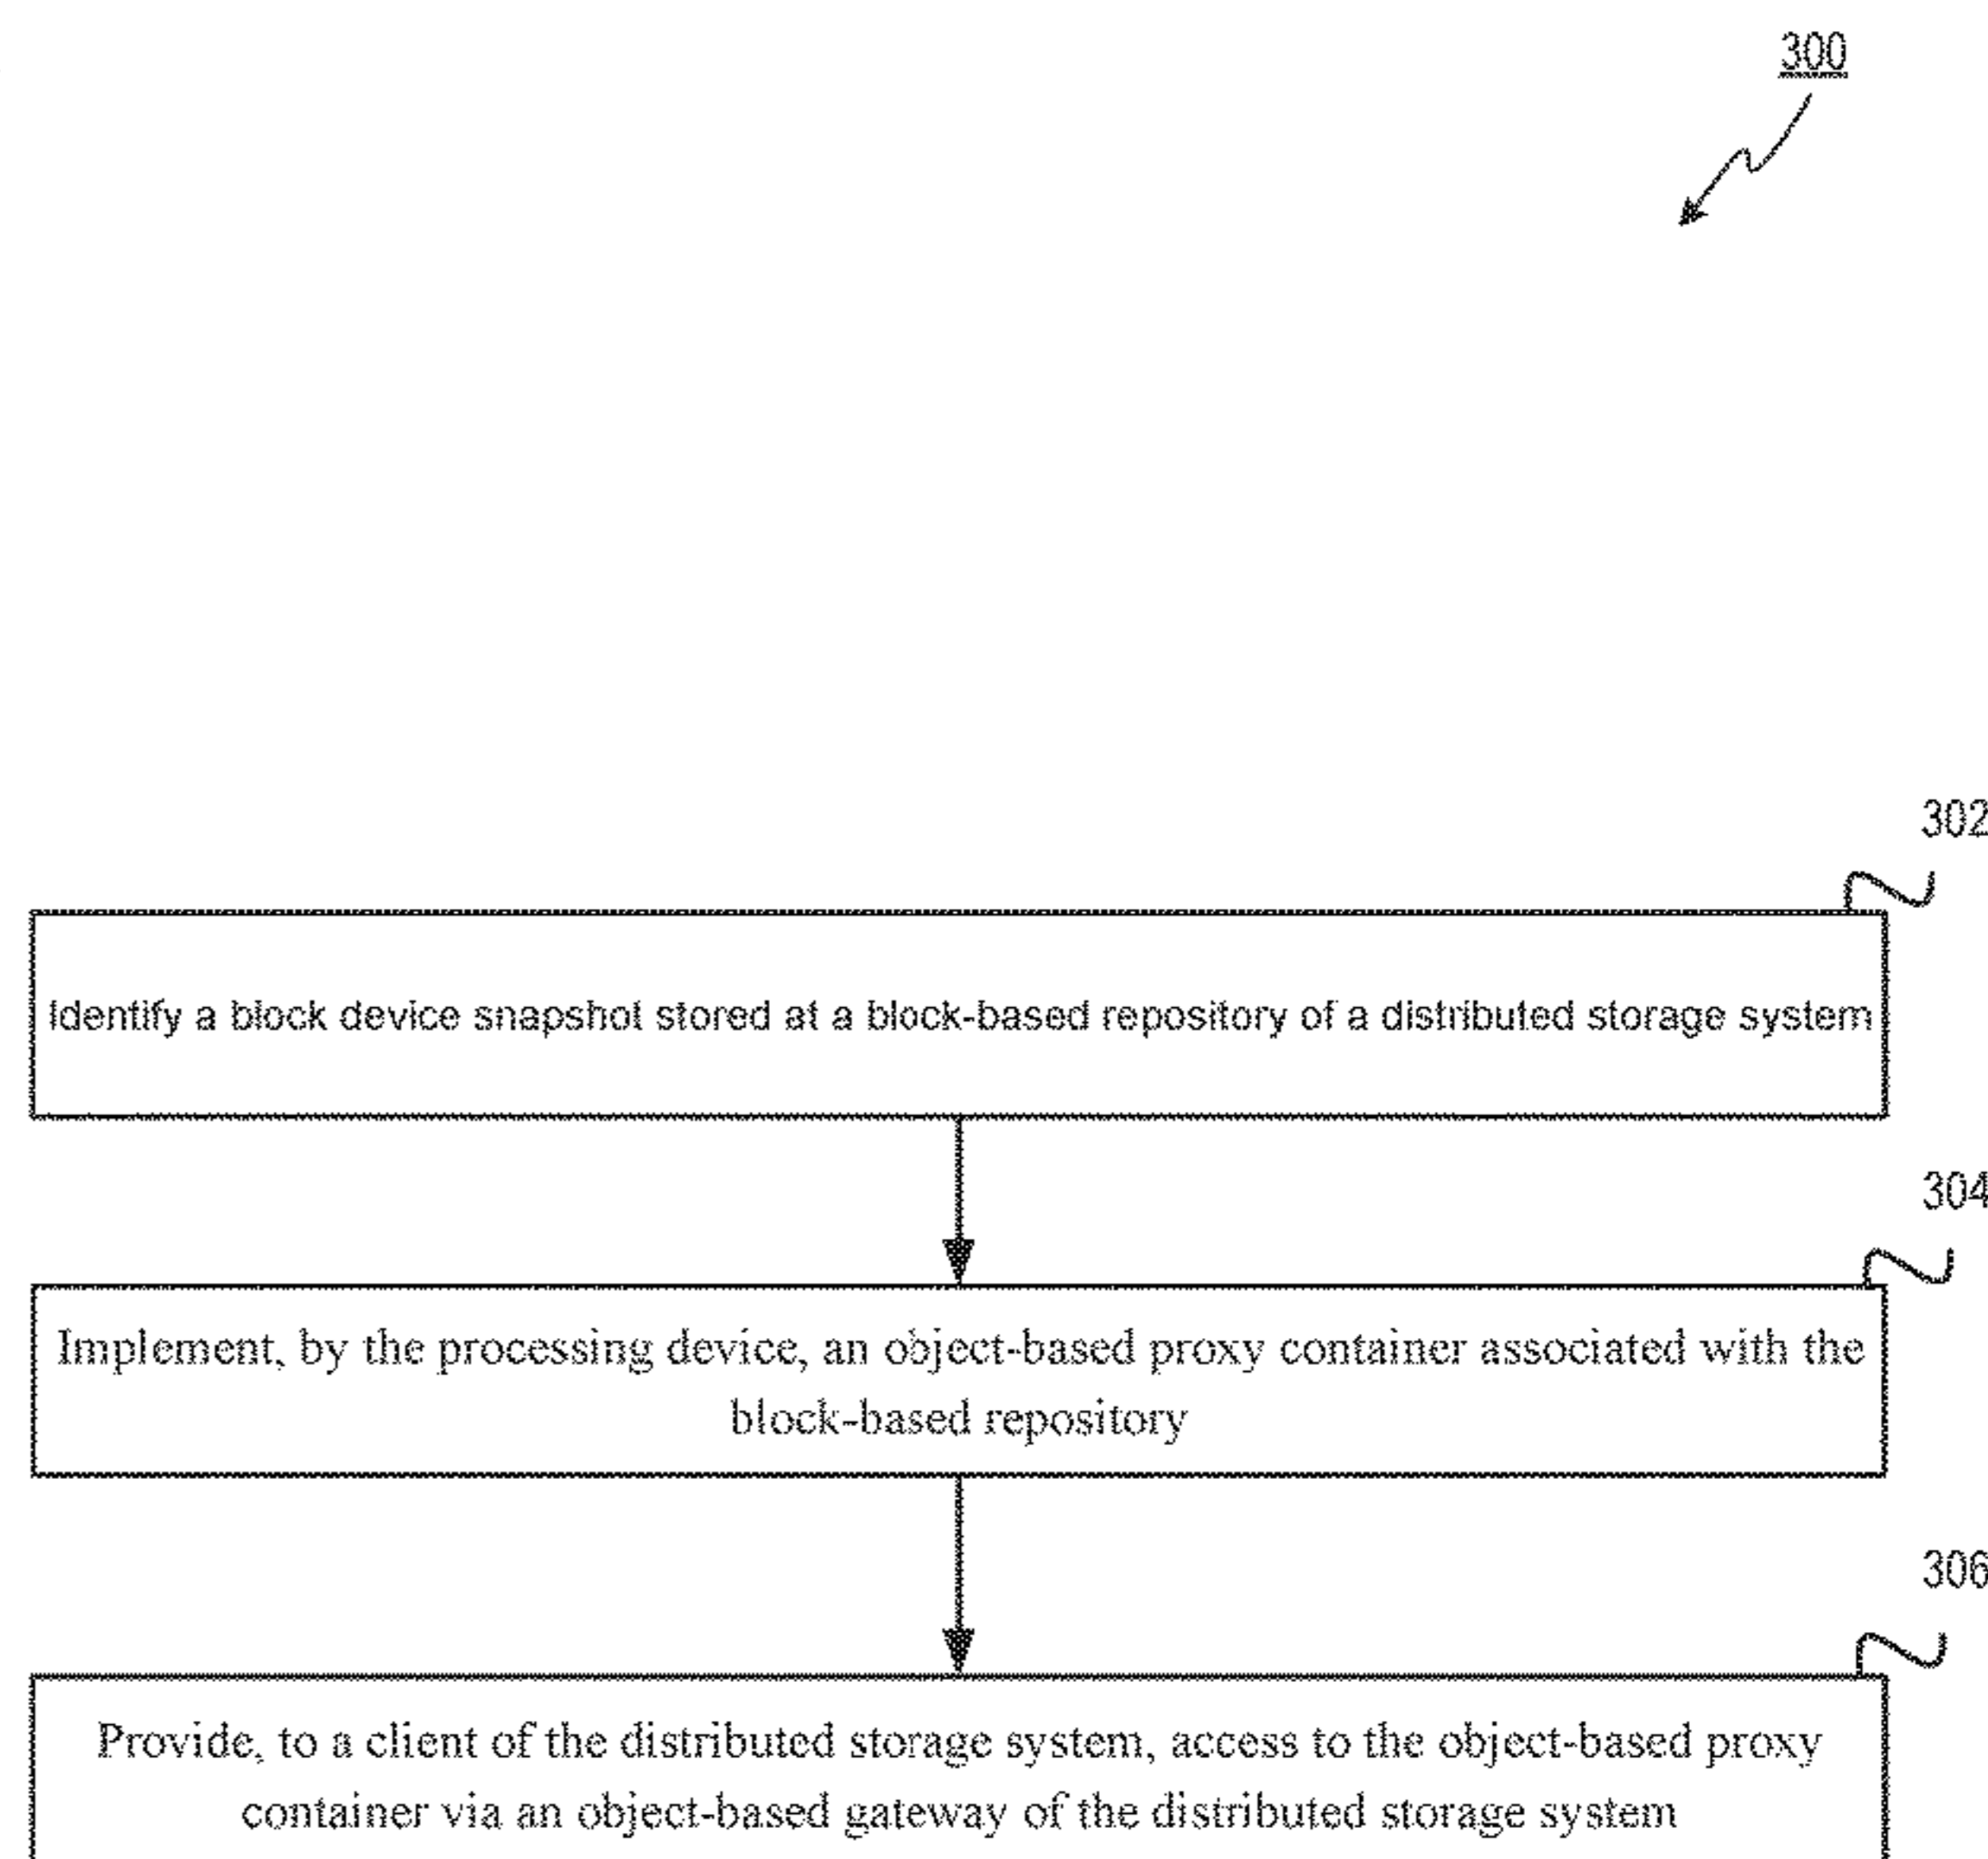 300
302
Identify a block device snapshot stored at a block-based repository of a distributed storage system
304
Implement, by the processing device, an object-based proxy container associated with the
block-based repository
306
Provide, to a client of the distributed storage system, access to the object-based proxy
container via an object-based gateway of the distributed storage system